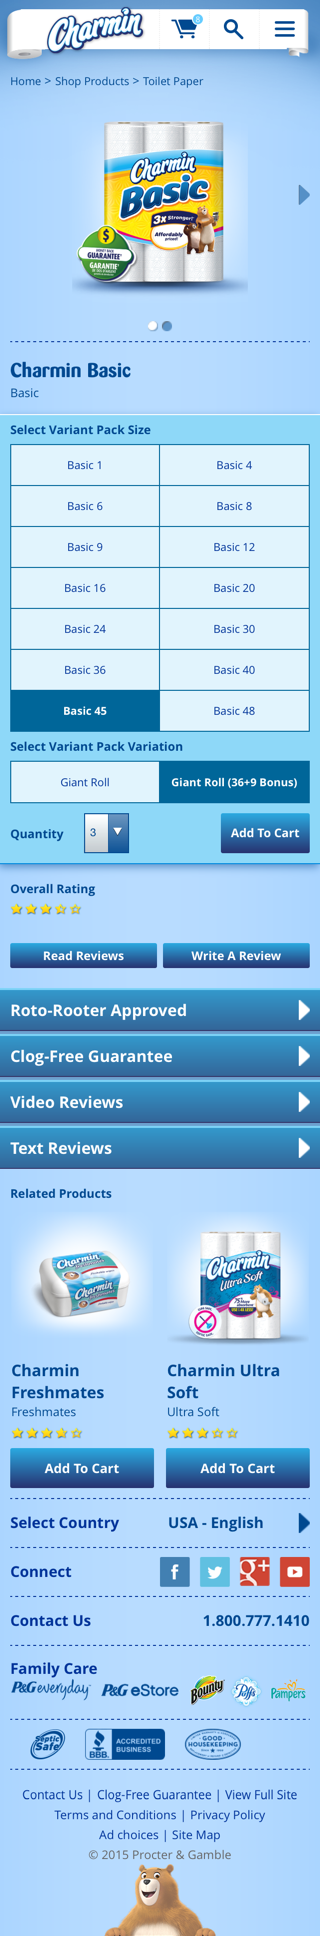 Charmin
8
Home > Shop Products > Toilet Paper
Charmin
Basic
3x Stronger!*
Affordably priced!
$
GUARANTEE
GARANTIE
Charmin Basic
Basic
Select Variant Pack Size
Basic 1
Basic 4
Basic 6
Basic 8
Basic 9
Basic 12
Basic 16
Basic 20
Basic 24
Basic 30
Basic 36
Basic 40
Basic 45
Basic 48
Select Variant Pack Variation
Giant Roll
Giant Roll (36+9 Bonus)
Quantity
3
Add To Cart
Overall Rating
Read Reviews
Write A Review
Roto-Rooter Approved
Clog-Free Guarantee
Video Reviews
Text Reviews
Related Products
Charmin
Charmin
Charmin
Ultra Soft
Charmin
Freshmates
Charmin Ultra
Soft
Freshmates
Ultra Soft
Add To Cart
Add To Cart
Select Country
USA - English
Connect
f
g+
Contact Us
1.800.777.1410
Family Care
P&G everyday
P&G eStore
Bounty
Puffs
Pampers
Septic Safe
BBB
ACCREDITED
BUSINESS
GOOD
HOUSEKEEPING
Contact Us | Clog-Free Guarantee | View Full Site
Terms and Conditions | Privacy Policy
Ad choices | Site Map
© 2015 Procter & Gamble